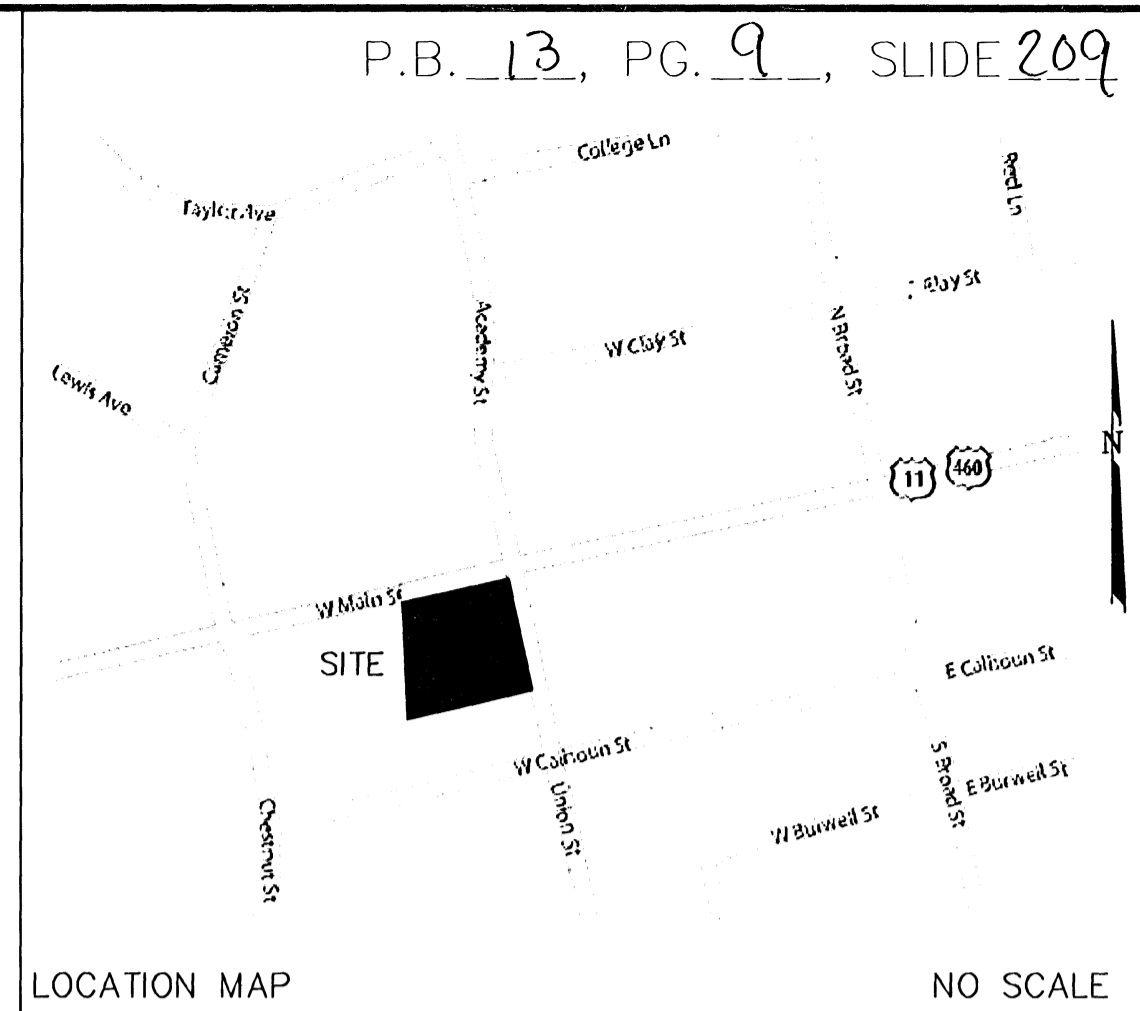 P.B. 13, PG. 9, SLIDE 209
College Ln
Reed Ln
Taylor Ave
Clay St
Cameron St
Academy St
N Broad St
W Clay St
Lewis Ave
11
460
N
W Main St
SITE
E Calhoun St
W Calhoun St
S Broad St
E Burwell St
Union St
Chestnut St
W Burwell St
LOCATION MAP
NO SCALE